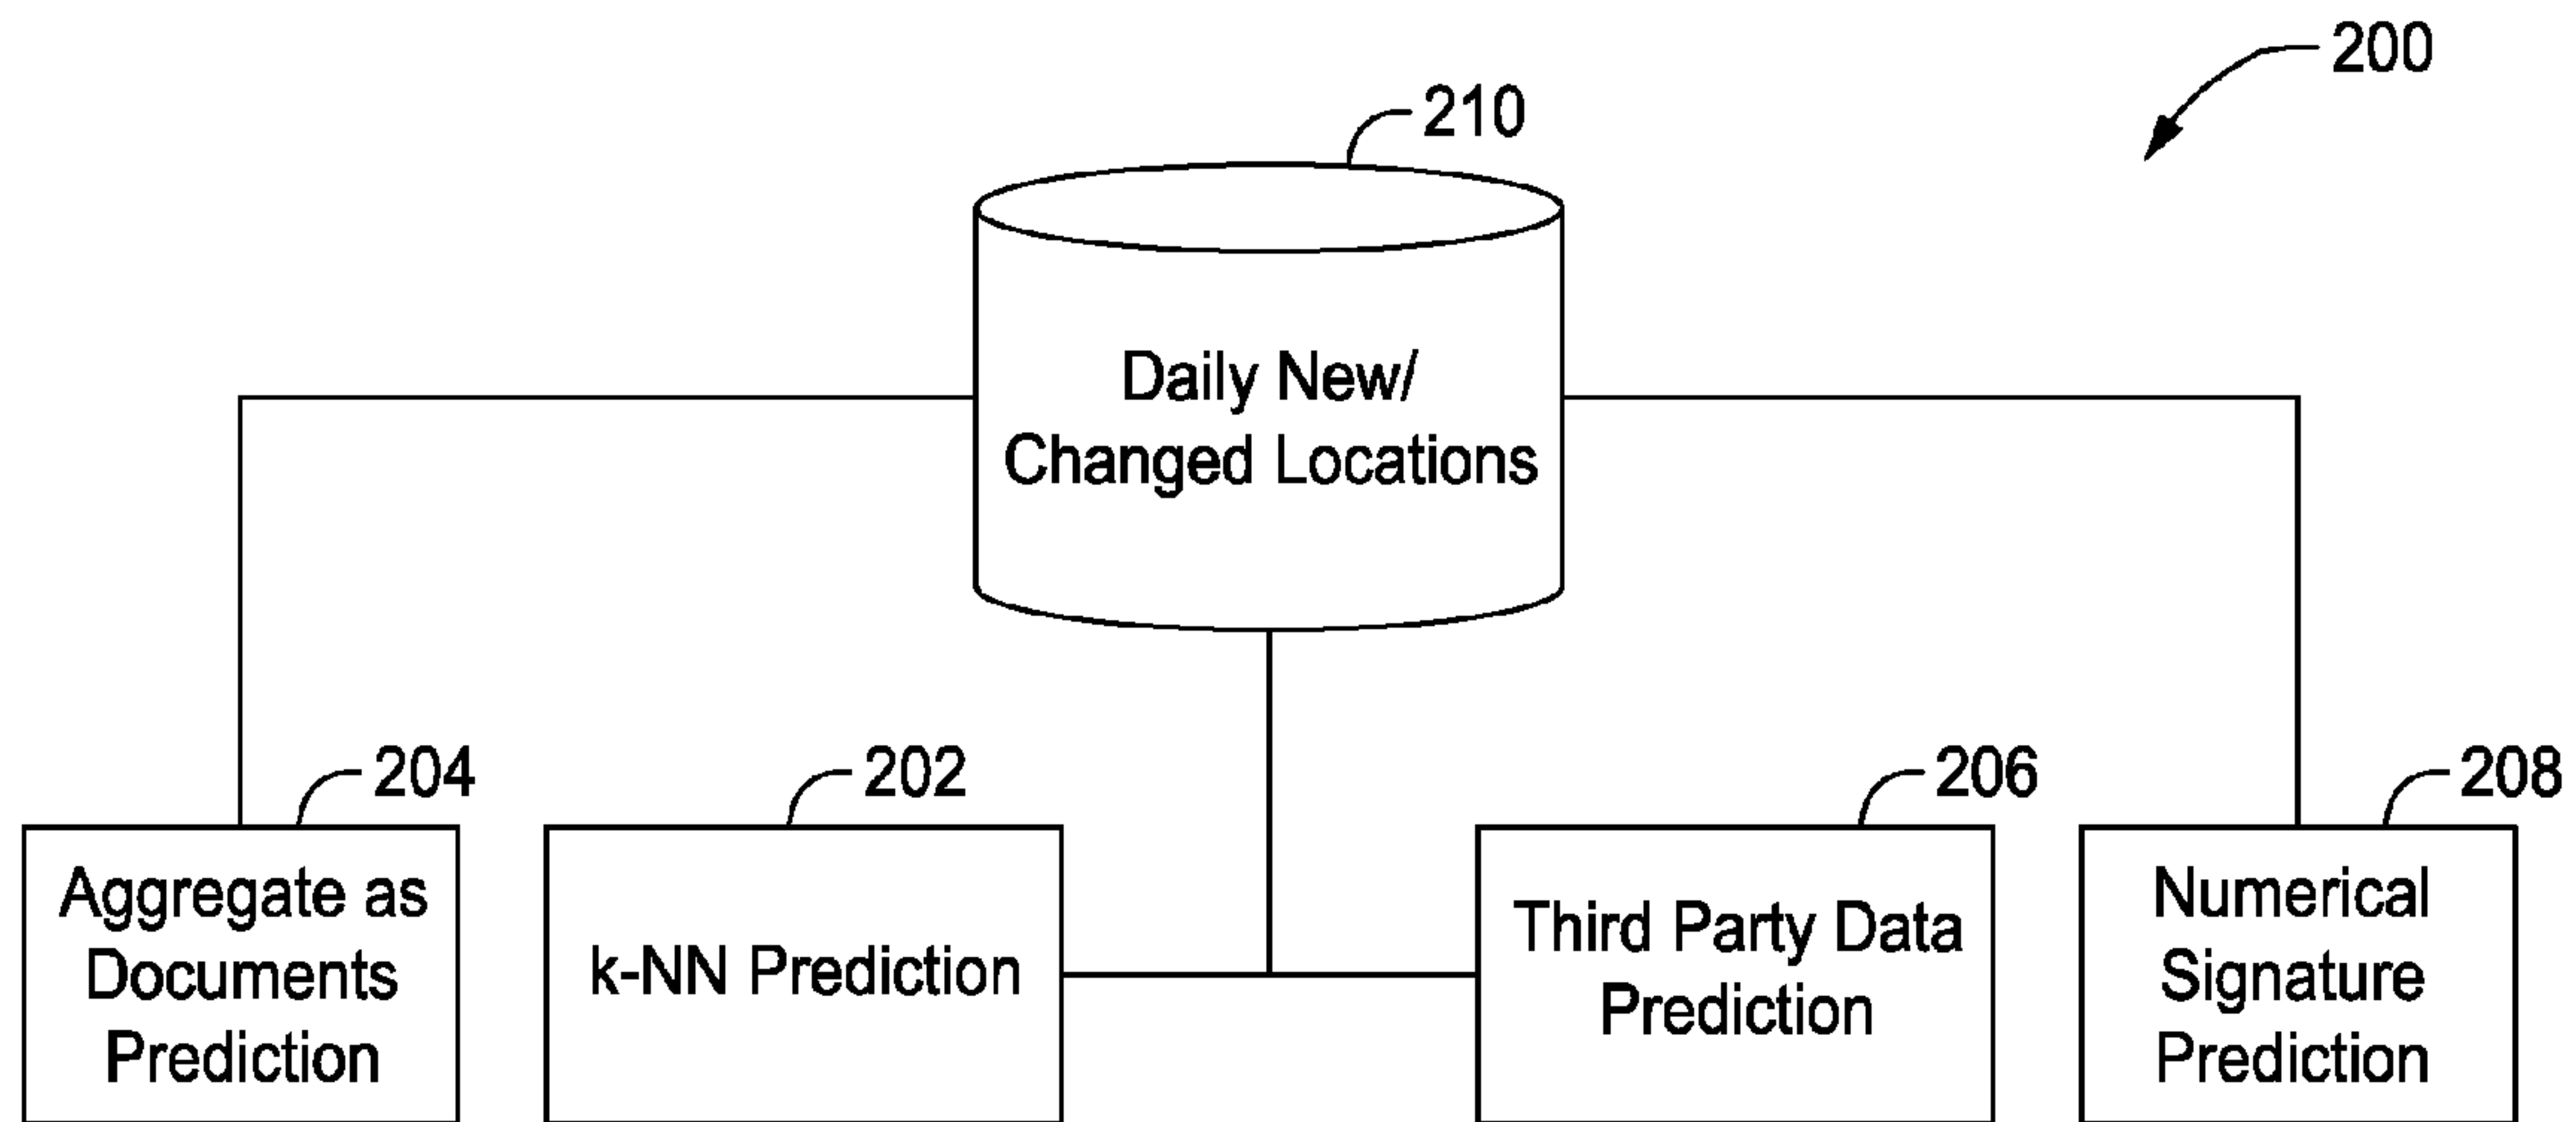 200
210
Daily New/
Changed Locations
204
202
206
208
Aggregate as
Documents
Prediction
k-NN Prediction
Third Party Data
Prediction
Numerical
Signature
Prediction